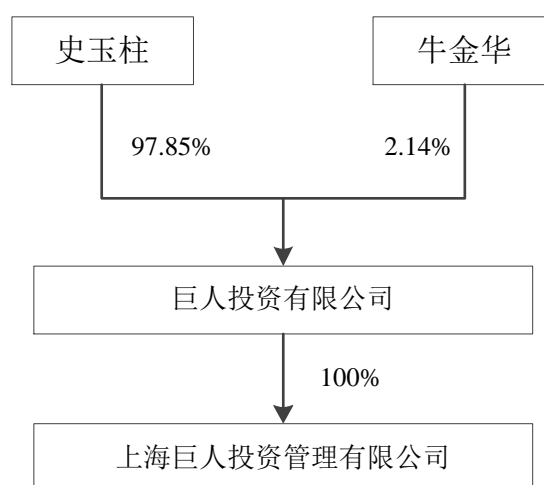 史玉柱
牛金华
97.85%
2.14%
巨人投资有限公司
100%
上海巨人投资管理有限公司